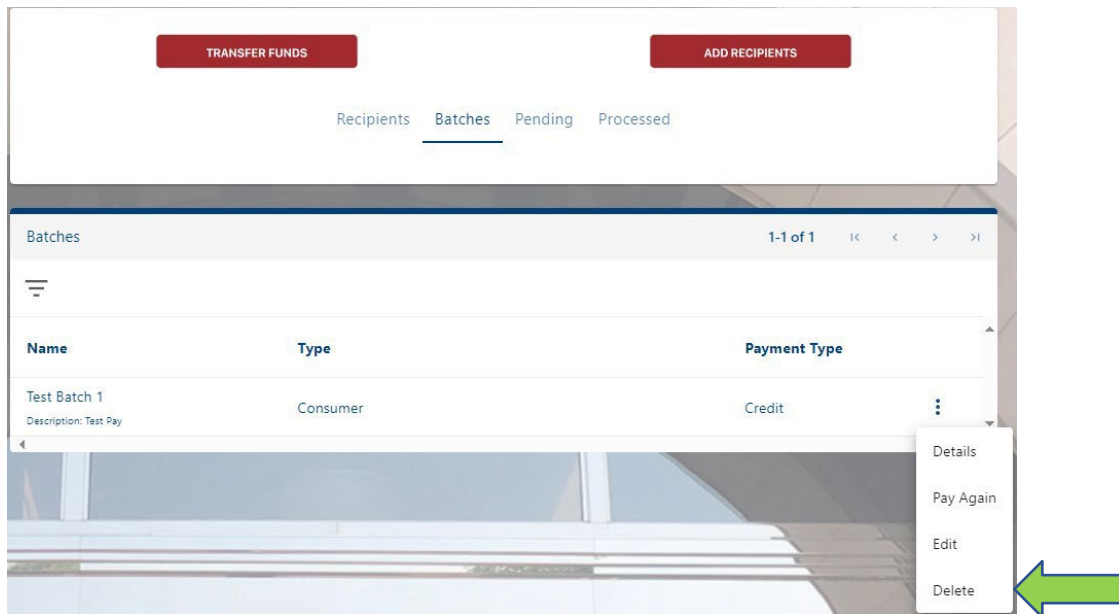 TRANSFER FUNDS ADD RECIPIENTS
Recipients Batches Pending Processed
Batches 1-1 of 1
Name Type Payment Type
Test Batch 1
Description: Test Pay
Consumer Credit
Details
Pay Again
Edit
Delete